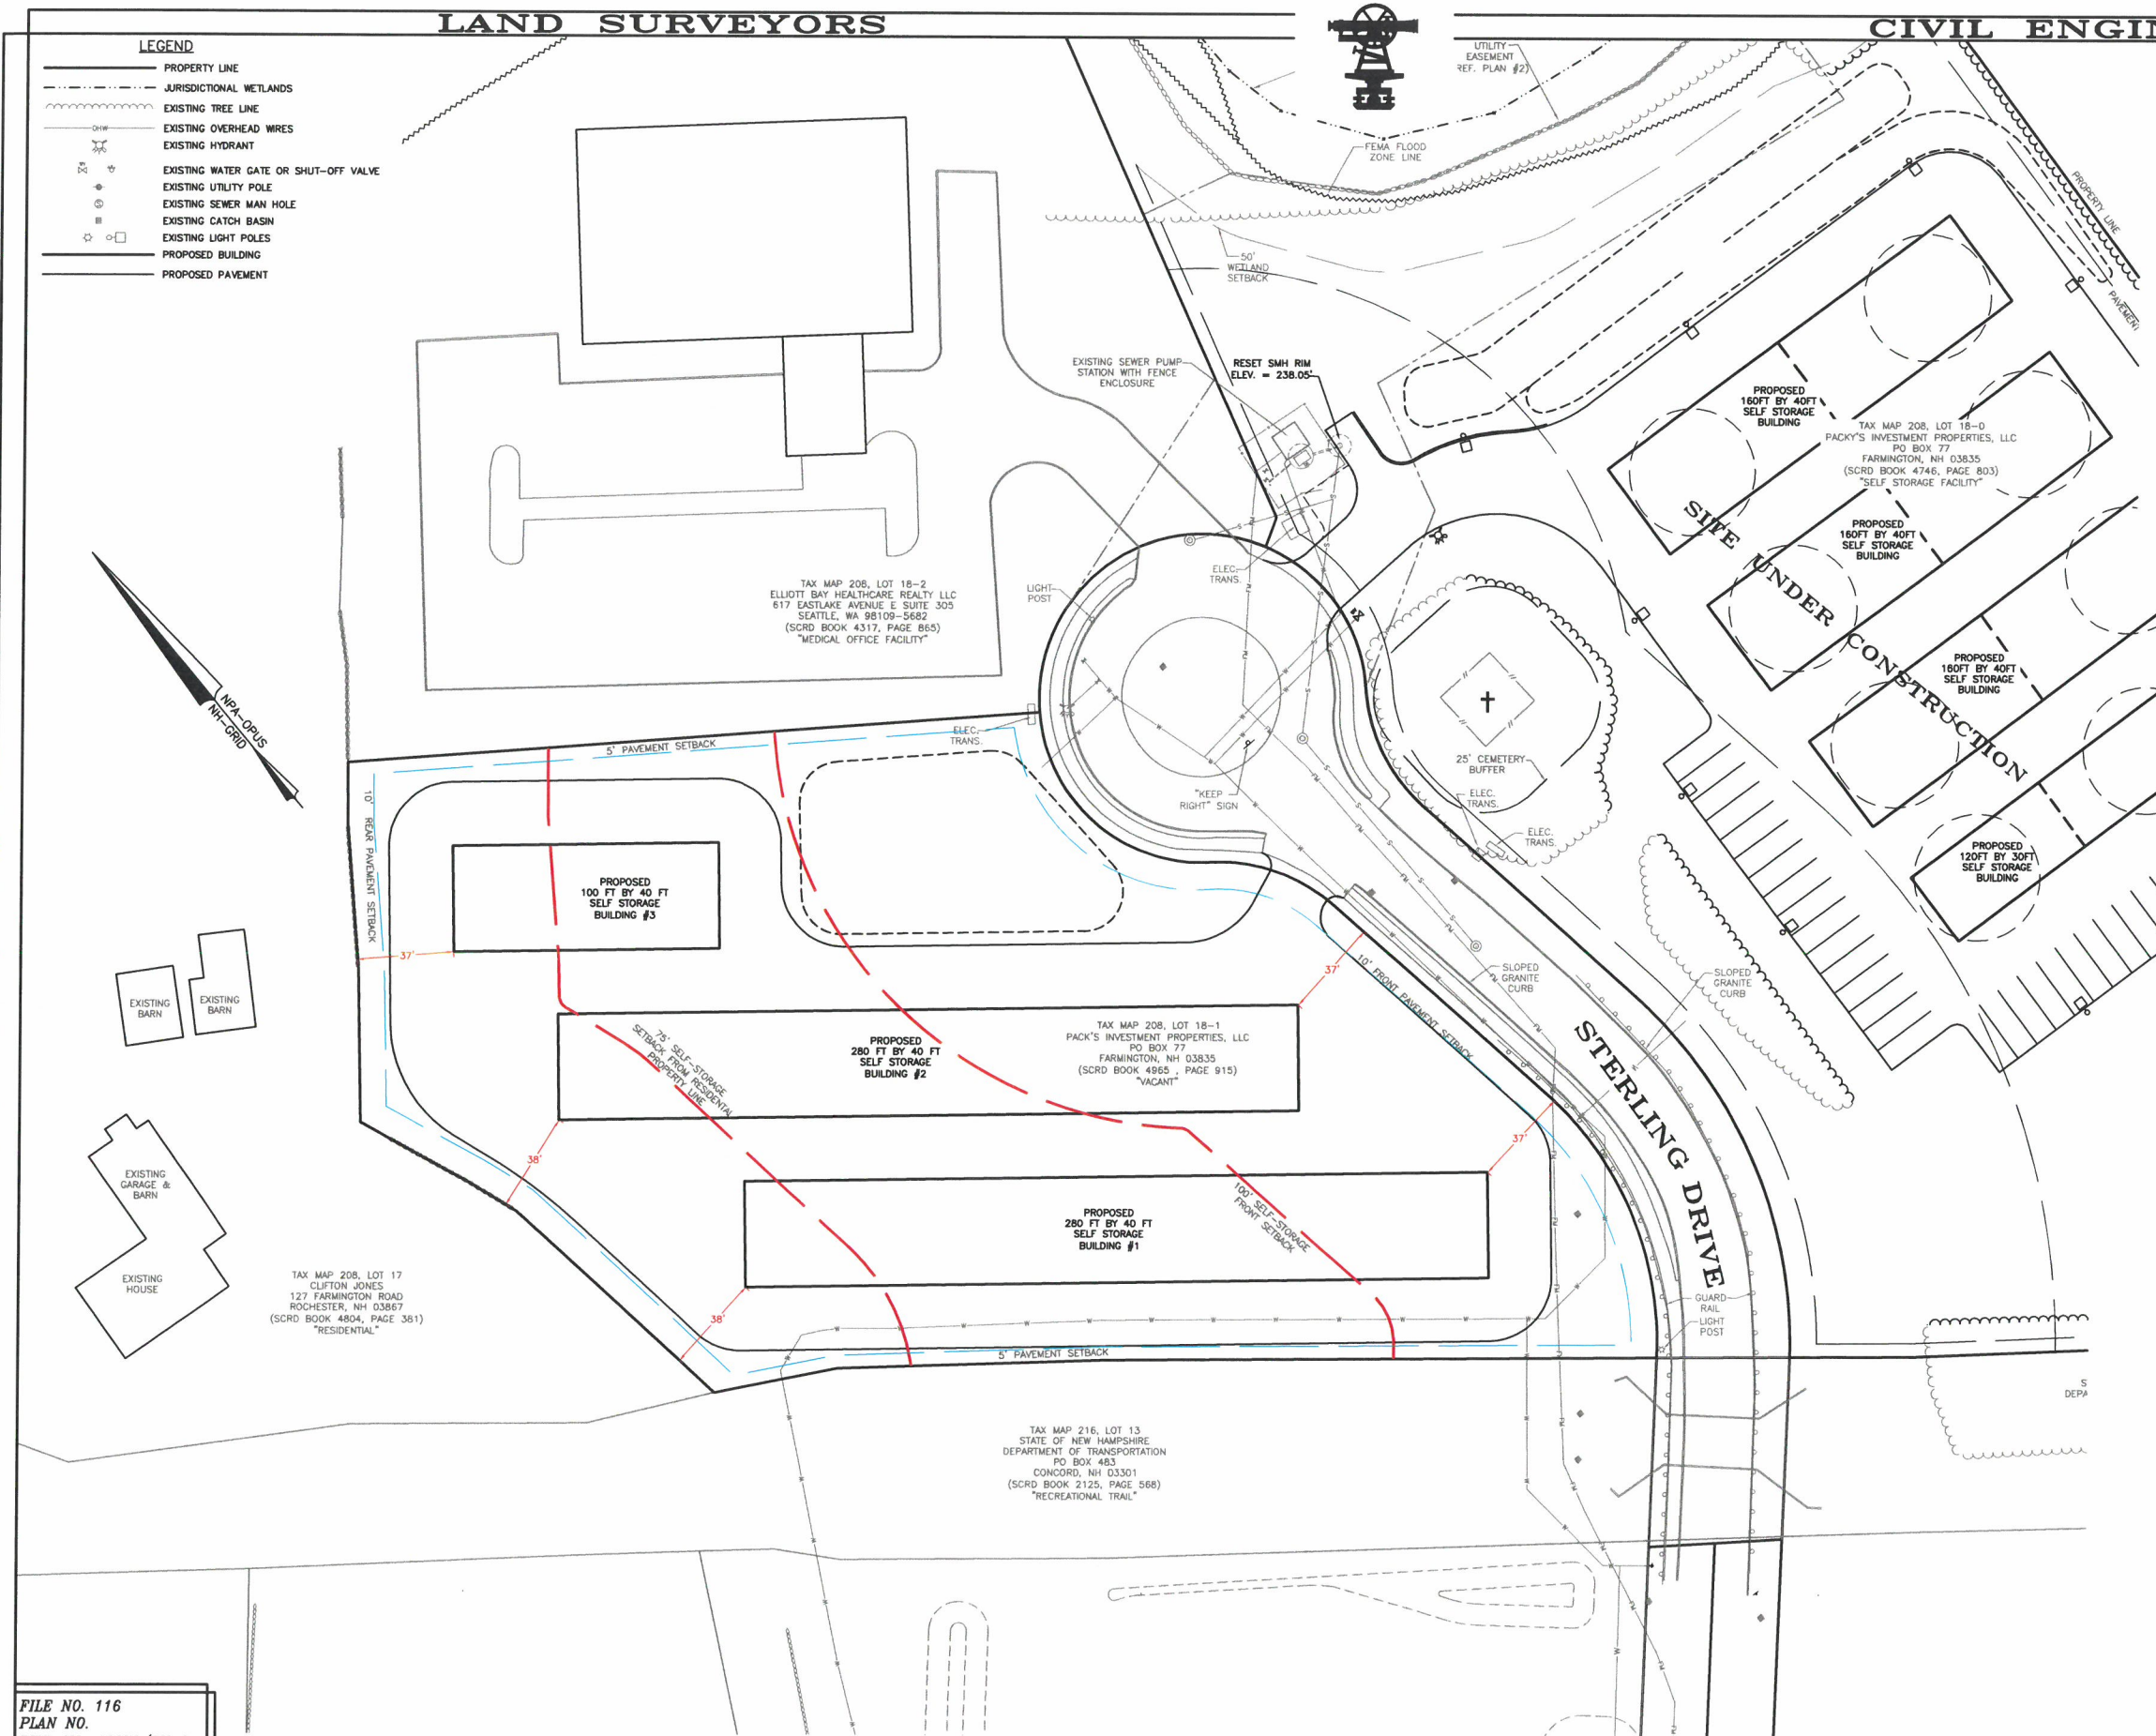 LAND SURVEYORS
CIVIL ENGIN
LEGEND
PROPERTY LINE
JURISDICTIONAL WETLANDS
EXISTING TREE LINE
OHW
EXISTING OVERHEAD WIRES
EXISTING HYDRANT
EXISTING WATER GATE OR SHUT-OFF VALVE
EXISTING UTILITY POLE
EXISTING SEWER MAN HOLE
EXISTING CATCH BASIN
EXISTING LIGHT POLES
PROPOSED BUILDING
PROPOSED PAVEMENT
UTILITY
EASEMENT
REF. PLAN #2)
FEMA FLOOD
ZONE LINE
PROPERTY LINE
PAVEMENT
50'
WETLAND
SETBACK
EXISTING SEWER PUMP
STATION WITH FENCE
ENCLOSURE
RESET SMH RIM
ELEV. = 238.05'
PROPOSED
160FT BY 40FT
SELF STORAGE
BUILDING
TAX MAP 208, LOT 18-0
PACKY'S INVESTMENT PROPERTIES, LLC
PO BOX 77
FARMINGTON, NH 03835
(SCRD BOOK 4746, PAGE 803)
"SELF STORAGE FACILITY"
PROPOSED
160FT BY 40FT
SELF STORAGE
BUILDING
SITE UNDER CONSTRUCTION
PROPOSED
160FT BY 40FT
SELF STORAGE
BUILDING
PROPOSED
120FT BY 30FT
SELF STORAGE
BUILDING
NPA-OPUS
NH-GRID
TAX MAP 208, LOT 18-2
ELLIOTT BAY HEALTHCARE REALTY LLC
617 EASTLAKE AVENUE E SUITE 305
SEATTLE, WA 98109-5682
(SCRD BOOK 4317, PAGE 865)
"MEDICAL OFFICE FACILITY"
LIGHT
POST
ELEC.
TRANS.
ELEC.
TRANS.
"KEEP
RIGHT" SIGN
25' CEMETERY
BUFFER
ELEC.
TRANS.
ELEC.
TRANS.
5' PAVEMENT SETBACK
10' REAR PAVEMENT SETBACK
PROPOSED
100 FT BY 40 FT
SELF STORAGE
BUILDING #3
37'
37'
10' FRONT PAVEMENT SETBACK
SLOPED
GRANITE
CURB
SLOPED
GRANITE
CURB
EXISTING
BARN
EXISTING
BARN
75' SELF-STORAGE
SETBACK FROM RESIDENTAL
PROPERTY LINE
PROPOSED
280 FT BY 40 FT
SELF STORAGE
BUILDING #2
TAX MAP 208, LOT 18-1
PACK'S INVESTMENT PROPERTIES, LLC
PO BOX 77
FARMINGTON, NH 03835
(SCRD BOOK 4965 , PAGE 915)
"VACANT"
STERLING DRIVE
37'
38'
EXISTING
GARAGE &
BARN
EXISTING
HOUSE
100' SELF-STORAGE
FRONT SETBACK
PROPOSED
280 FT BY 40 FT
SELF STORAGE
BUILDING #1
TAX MAP 208, LOT 17
CLIFTON JONES
127 FARMINGTON ROAD
ROCHESTER, NH 03867
(SCRD BOOK 4804, PAGE 381)
"RESIDENTIAL"
38'
GUARD
RAIL
LIGHT
POST
5' PAVEMENT SETBACK
S
DEPA
TAX MAP 216, LOT 13
STATE OF NEW HAMPSHIRE
DEPARTMENT OF TRANSPORTATION
PO BOX 483
CONCORD, NH 03301
(SCRD BOOK 2125, PAGE 568)
"RECREATIONAL TRAIL"
FILE NO. 116
PLAN NO.